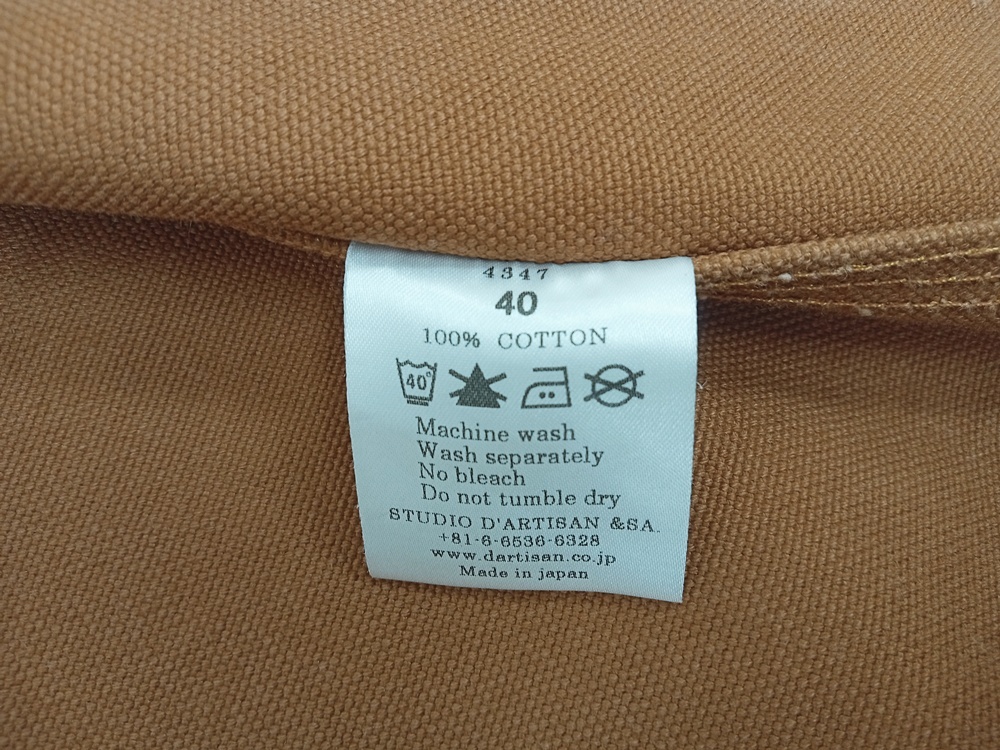 4347
40
100% COTTON
40°
Machine wash
Wash separately
No bleach
Do not tumble dry
STUDIO D'ARTISAN &SA.
+81-6-6536-6328
www.dartisan.co.jp
Made in japan